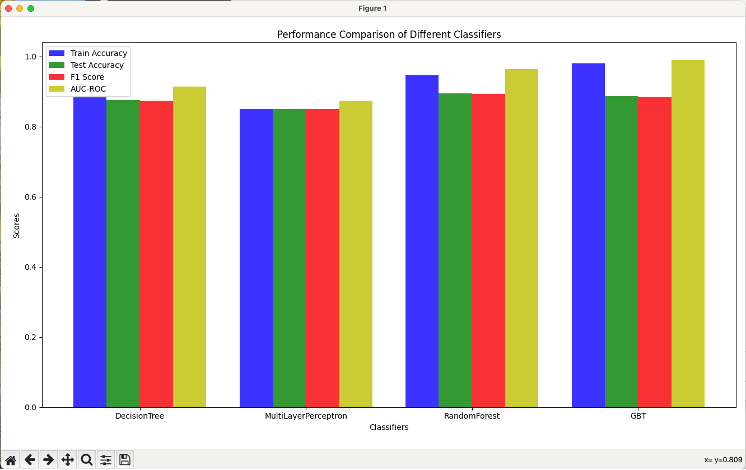 Figure 1
Performance Comparison of Different Classifiers
Train Accuracy
Test Accuracy
F1 Score
AUC-ROC
1.0
0.8
0.6
0.4
0.2
0.0
Scores
DecisionTree MultiLayerPerceptron RandomForest GBT
Classifiers
x= y=0.809